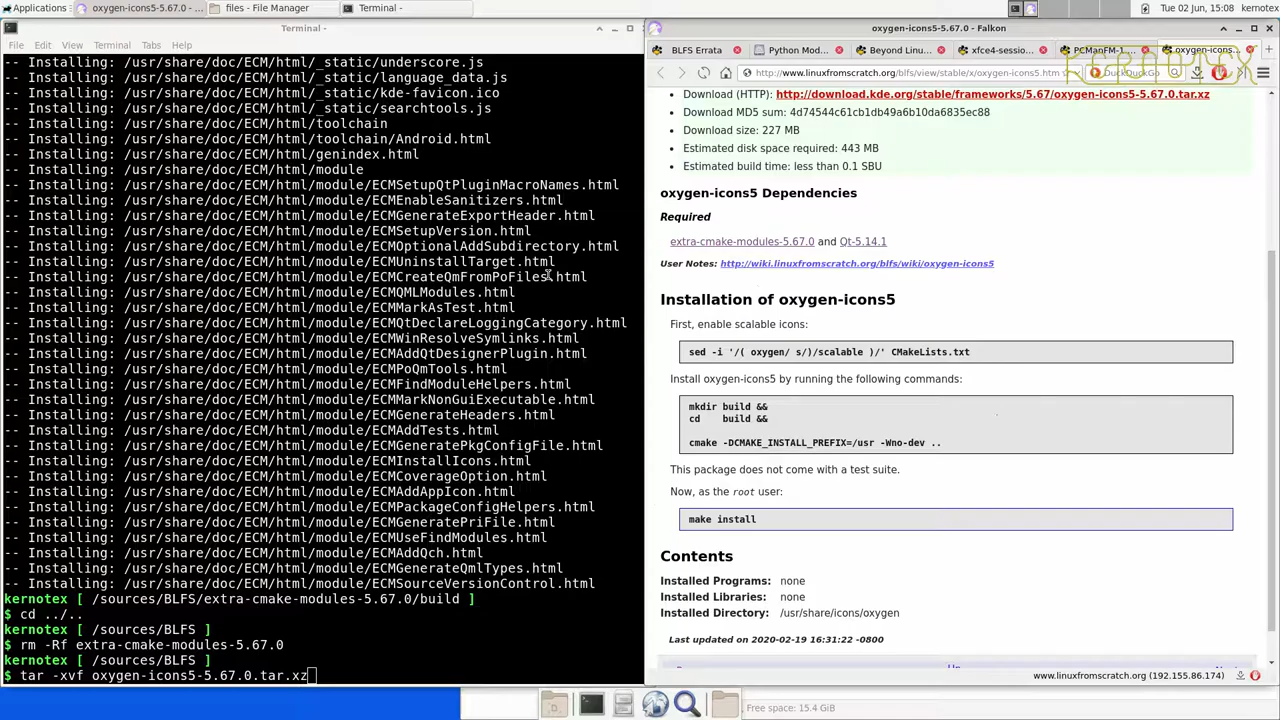 Applications
oxygen-icons5-5.67.0 - ...
files - File Manager
Terminal -
Tue 02 Jun, 15:08
kernotex
Terminal -
File Edit View Terminal Tabs Help
-- Installing: /usr/share/doc/ECM/html/_static/underscore.js
-- Installing: /usr/share/doc/ECM/html/_static/language_data.js
-- Installing: /usr/share/doc/ECM/html/_static/kde-favicon.ico
-- Installing: /usr/share/doc/ECM/html/_static/searchtools.js
-- Installing: /usr/share/doc/ECM/html/toolchain
-- Installing: /usr/share/doc/ECM/html/toolchain/Android.html
-- Installing: /usr/share/doc/ECM/html/genindex.html
-- Installing: /usr/share/doc/ECM/html/module
-- Installing: /usr/share/doc/ECM/html/module/ECMSetupQtPluginMacroNames.html
-- Installing: /usr/share/doc/ECM/html/module/ECMEnableSanitizers.html
-- Installing: /usr/share/doc/ECM/html/module/ECMGenerateExportHeader.html
-- Installing: /usr/share/doc/ECM/html/module/ECMSetupVersion.html
-- Installing: /usr/share/doc/ECM/html/module/ECMOptionalAddSubdirectory.html
-- Installing: /usr/share/doc/ECM/html/module/ECMUninstallTarget.html
-- Installing: /usr/share/doc/ECM/html/module/ECMCreateQmFromPoFiles.html
-- Installing: /usr/share/doc/ECM/html/module/ECMQMLModules.html
-- Installing: /usr/share/doc/ECM/html/module/ECMMarkAsTest.html
-- Installing: /usr/share/doc/ECM/html/module/ECMQtDeclareLoggingCategory.html
-- Installing: /usr/share/doc/ECM/html/module/ECMWinResolveSymlinks.html
-- Installing: /usr/share/doc/ECM/html/module/ECMAddQtDesignerPlugin.html
-- Installing: /usr/share/doc/ECM/html/module/ECMPoQmTools.html
-- Installing: /usr/share/doc/ECM/html/module/ECMFindModuleHelpers.html
-- Installing: /usr/share/doc/ECM/html/module/ECMMarkNonGuiExecutable.html
-- Installing: /usr/share/doc/ECM/html/module/ECMGenerateHeaders.html
-- Installing: /usr/share/doc/ECM/html/module/ECMAddTests.html
-- Installing: /usr/share/doc/ECM/html/module/ECMGeneratePkgConfigFile.html
-- Installing: /usr/share/doc/ECM/html/module/ECMInstallIcons.html
-- Installing: /usr/share/doc/ECM/html/module/ECMCoverageOption.html
-- Installing: /usr/share/doc/ECM/html/module/ECMAddAppIcon.html
-- Installing: /usr/share/doc/ECM/html/module/ECMPackageConfigHelpers.html
-- Installing: /usr/share/doc/ECM/html/module/ECMGeneratePriFile.html
-- Installing: /usr/share/doc/ECM/html/module/ECMUseFindModules.html
-- Installing: /usr/share/doc/ECM/html/module/ECMAddQch.html
-- Installing: /usr/share/doc/ECM/html/module/ECMGenerateQmlTypes.html
-- Installing: /usr/share/doc/ECM/html/module/ECMSourceVersionControl.html
kernotex [ /sources/BLFS/extra-cmake-modules-5.67.0/build ]
$ cd ../..
kernotex [ /sources/BLFS ]
$ rm -Rf extra-cmake-modules-5.67.0
kernotex [ /sources/BLFS ]
$ tar -xvf oxygen-icons5-5.67.0.tar.xz
oxygen-icons5-5.67.0 - Falkon
BLFS Errata
Python Mod...
Beyond Linu...
xfce4-sessio...
PCManFM-1...
oxygen-icons...
http://www.linuxfromscratch.org/blfs/view/stable/x/oxygen-icons5.htm
DuckDuckGo
KERNOTEX
Download (HTTP): http://download.kde.org/stable/frameworks/5.67/oxygen-icons5-5.67.0.tar.xz
Download MD5 sum: 4d74544c61cb1db49a6b10da6835ec88
Download size: 227 MB
Estimated disk space required: 443 MB
Estimated build time: less than 0.1 SBU
oxygen-icons5 Dependencies
Required
extra-cmake-modules-5.67.0 and Qt-5.14.1
User Notes: http://wiki.linuxfromscratch.org/blfs/wiki/oxygen-icons5
Installation of oxygen-icons5
First, enable scalable icons:
sed -i '/( oxygen/ s/)/scalable )/' CMakeLists.txt
Install oxygen-icons5 by running the following commands:
mkdir build &&
cd    build &&
cmake -DCMAKE_INSTALL_PREFIX=/usr -Wno-dev ..
This package does not come with a test suite.
Now, as the root user:
make install
Contents
Installed Programs: none
Installed Libraries: none
Installed Directory: /usr/share/icons/oxygen
Last updated on 2020-02-19 16:31:22 -0800
Up
www.linuxfromscratch.org (192.155.86.174)
Free space: 15.4 GiB